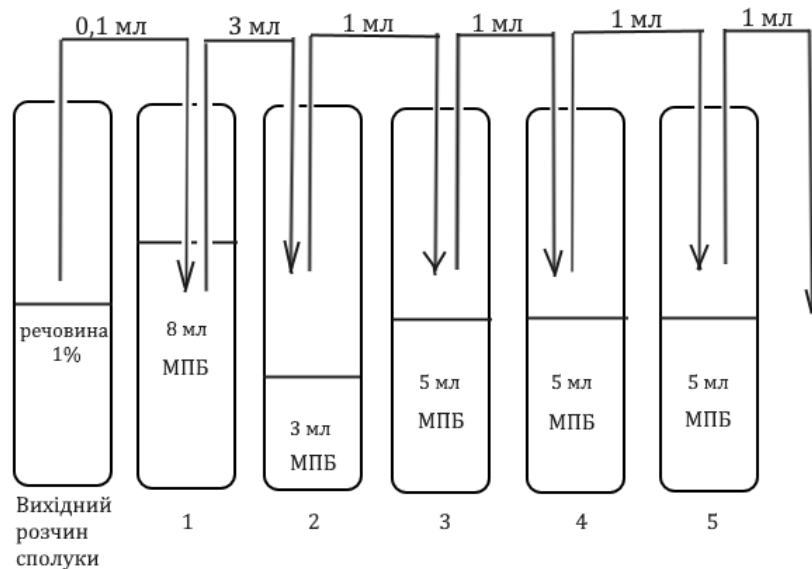 0,1 мл
3 мл
1 мл
1 мл
1 мл
1 мл
речовина
1%
8 мл
МПБ
3 мл
МПБ
5 мл
МПБ
5 мл
МПБ
5 мл
МПБ
Вихідний
розчин
сполуки
1
2
3
4
5